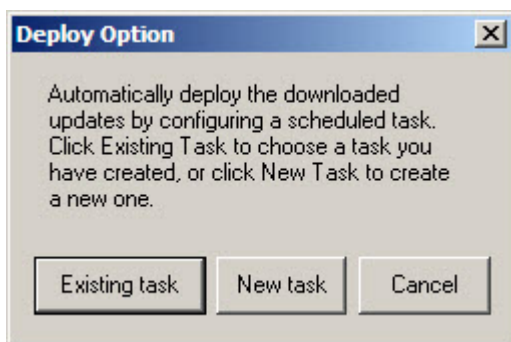 Deploy Option
Automatically deploy the downloaded
updates by configuring a scheduled task.
Click Existing Task to choose a task you
have created, or click New Task to create
a new one.
Existing task New task Cancel